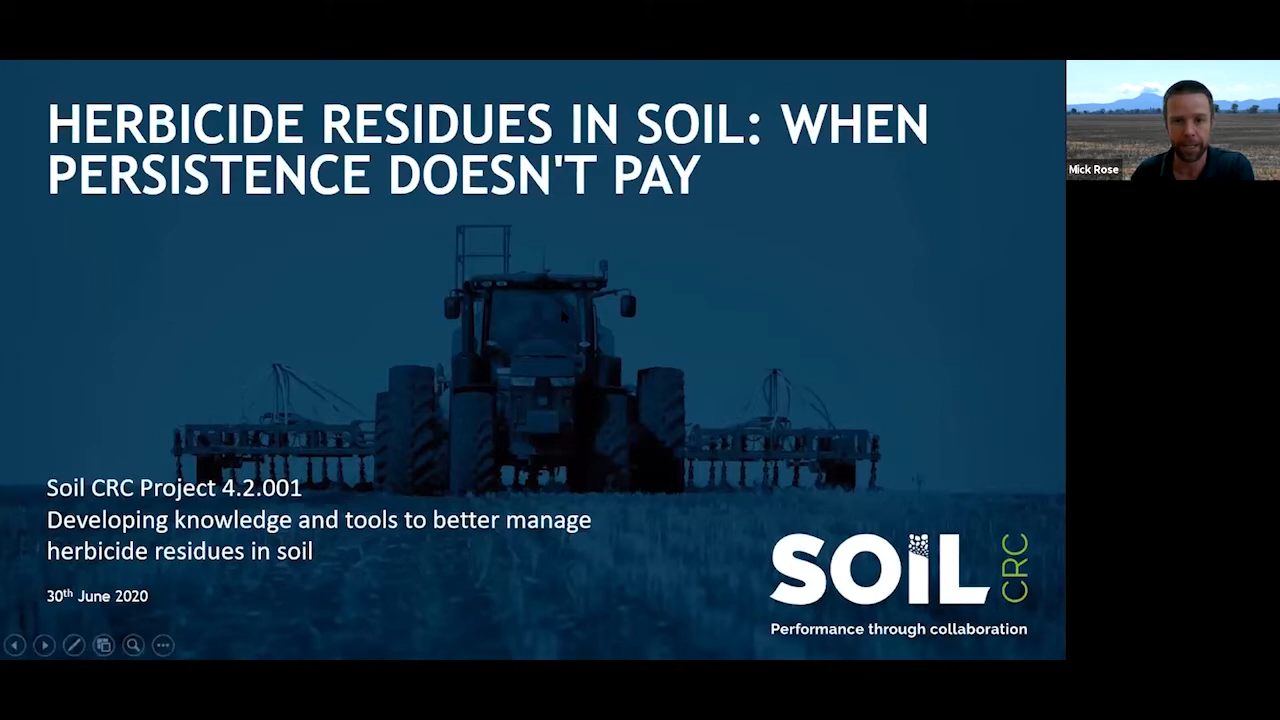 HERBICIDE RESIDUES IN SOIL: WHEN
PERSISTENCE DOESN'T PAY
Mick Rose
Soil CRC Project 4.2.001
Developing knowledge and tools to better manage
herbicide residues in soil
30th June 2020
SOIL CRC
Performance through collaboration